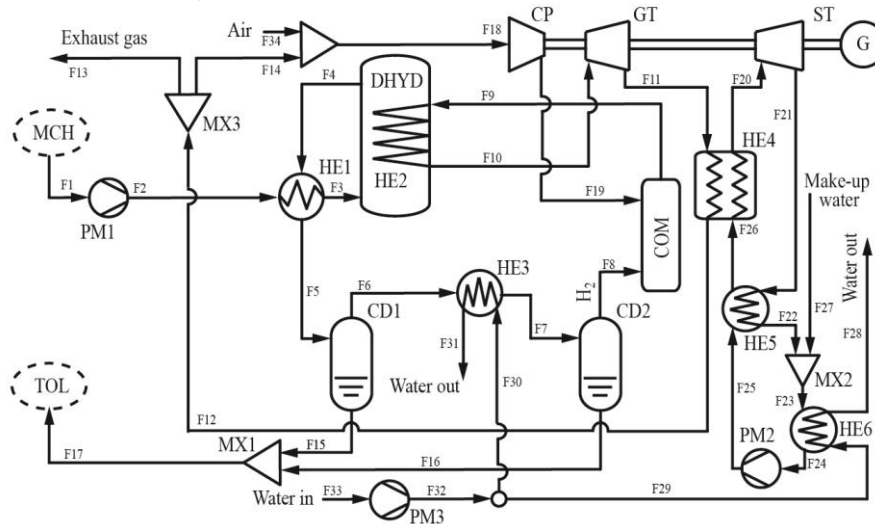 CP GT ST
Air
F34
F18
G
Exhaust gas
F13
F14
F4
DHYD
F9
F11
F20
F21
MX3
MCH
HE1
F10
HE4
F1
F2
F3
HE2
F19
COM
Make-up
water
PM1
F26
Water out
HE3
F8
F5
F6
H2
CD1
CD2
F22
F27
F28
HE5
F7
F31
MX2
TOL
Water out
F30
F25
F23
F12
HE6
MX1
F15
PM2
F17
F16
F24
Water in
F33
F32
F29
PM3